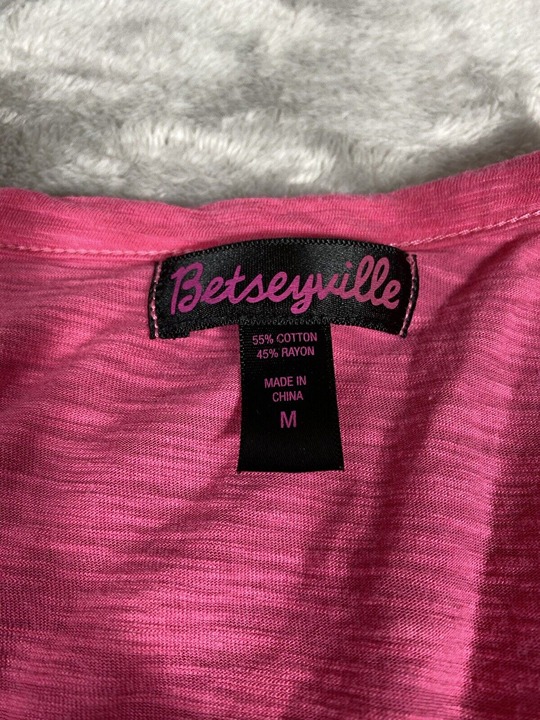 Betseyville
55% COTTON
45% RAYON
MADE IN
CHINA
M